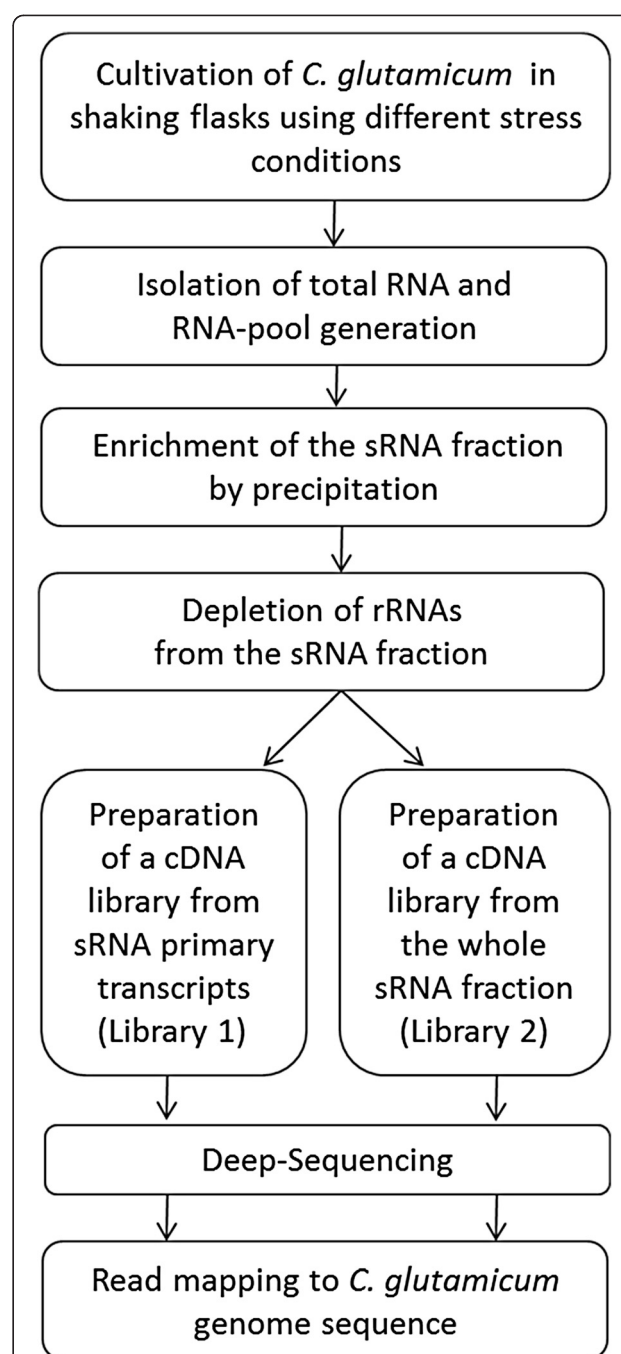 Cultivation of C. glutamicum in
shaking flasks using different stress
conditions
Isolation of total RNA and
RNA-pool generation
Enrichment of the sRNA fraction
by precipitation
Depletion of rRNAs
from the sRNA fraction
Preparation
of a cDNA
library from
sRNA primary
transcripts
(Library 1)
Preparation
of a cDNA
library from
the whole
sRNA fraction
(Library 2)
Deep-Sequencing
Read mapping to C. glutamicum
genome sequence